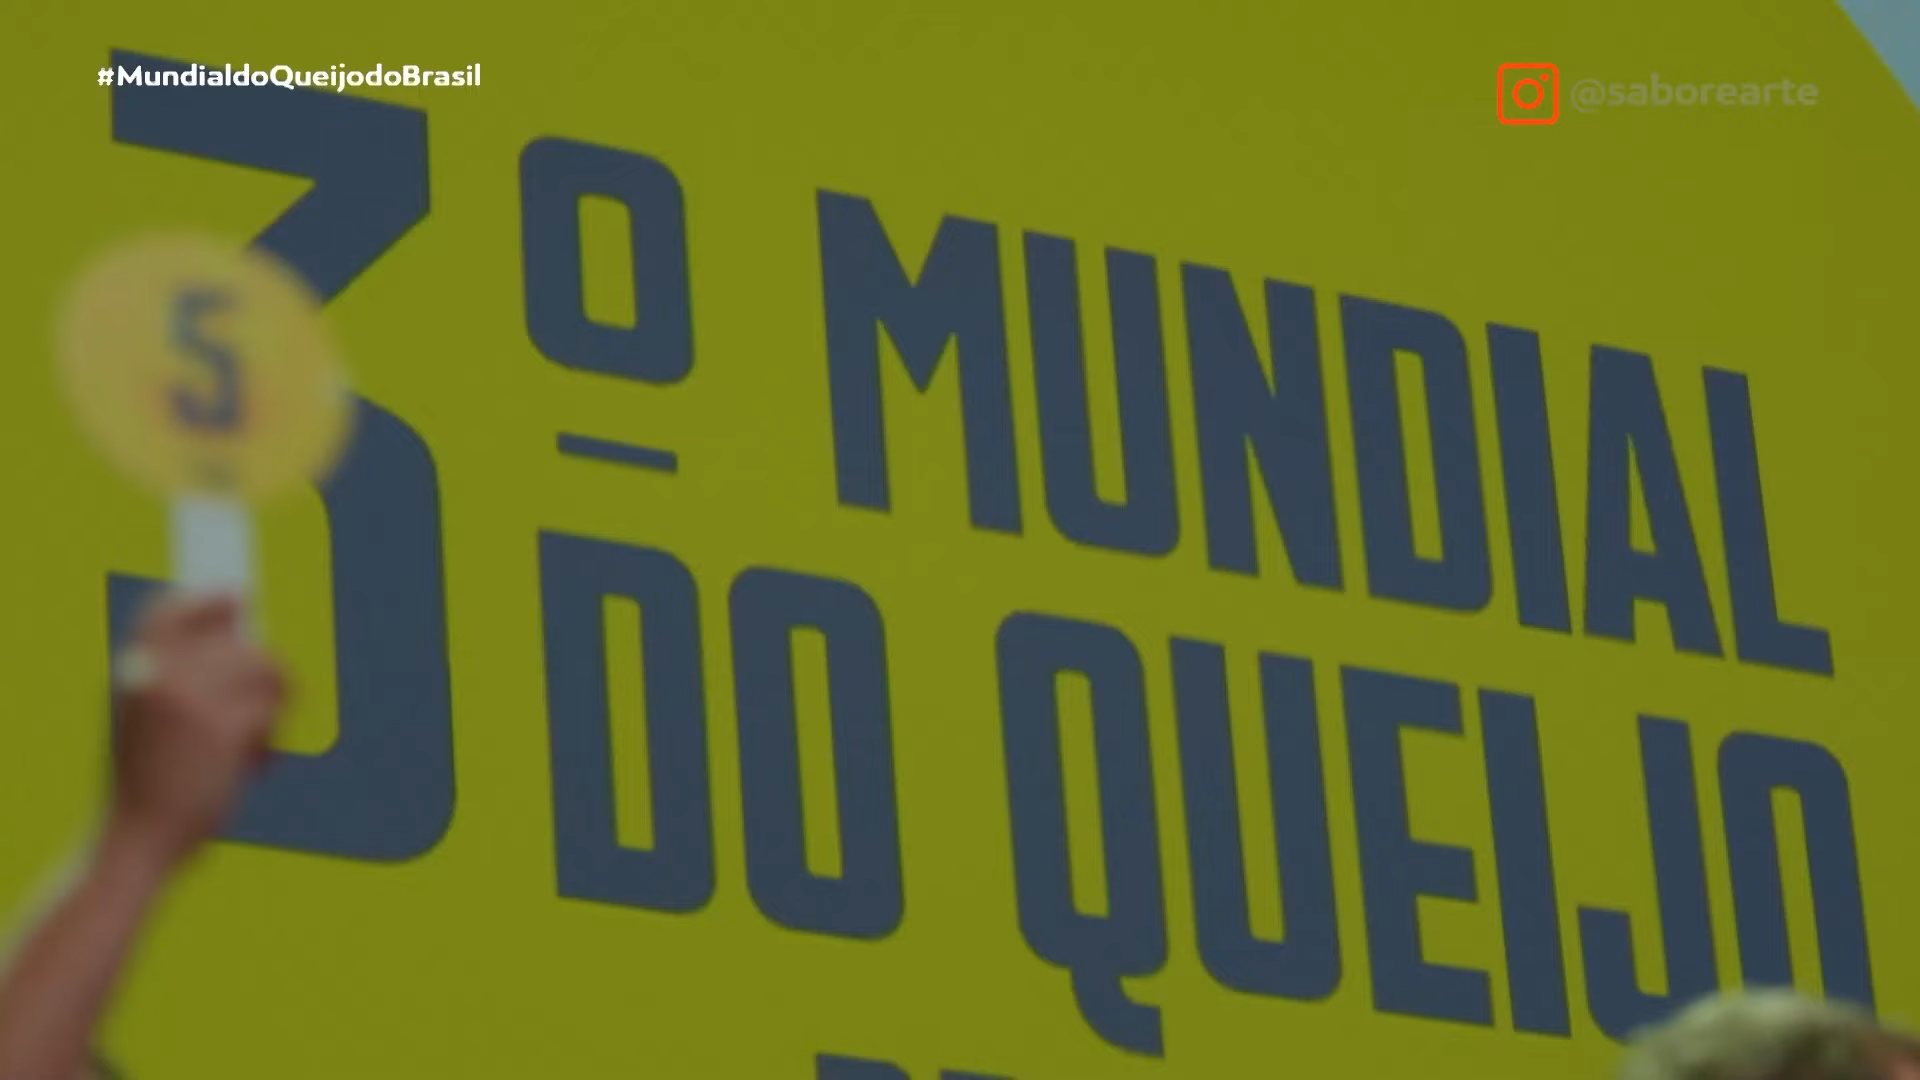 #MundialdoQueijodoBrasil
@saborearte
3º MUNDIAL
DO QUEIJO
5